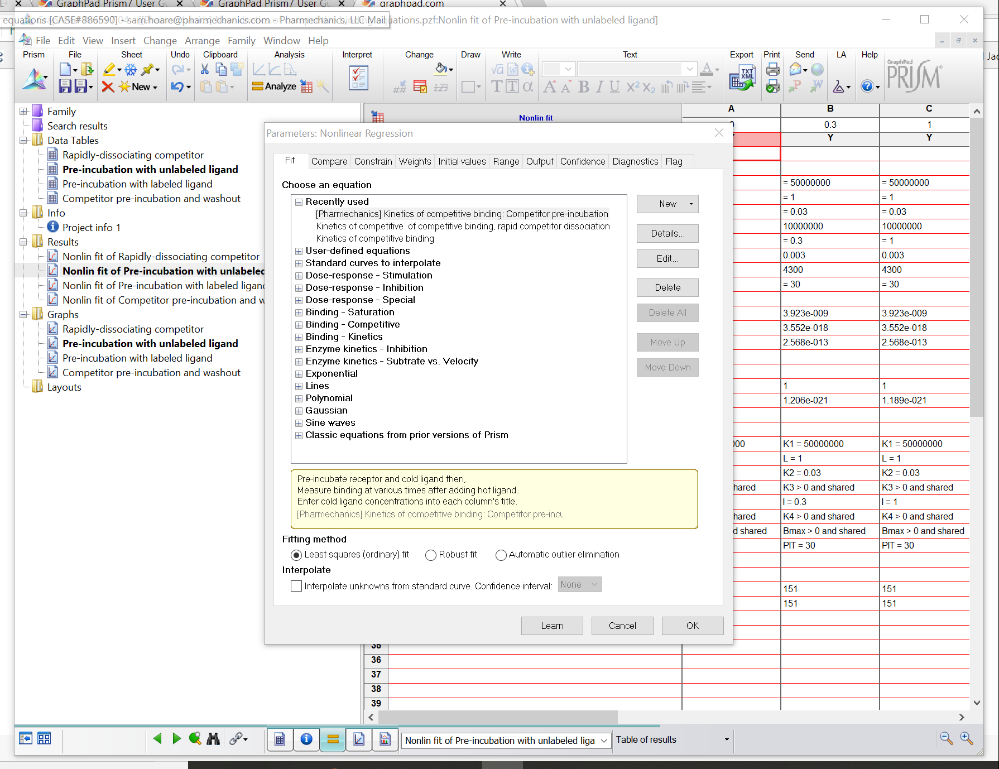 GraphPad Prism7 User Gu
GraphPad Prism7 User Gu
graphpad.com
equations [CASE#886590] - sam.hoare@pharmechanics.com - Pharmechanics, LLC Mail
uations.pzf:Nonlin fit of Pre-incubation with unlabeled ligand]
File Edit View Insert Change Arrange Family Window Help
Jac
Prism File Sheet Undo Clipboard Analysis Interpret Change Draw Write Text Export Print Send LA Help
GraphPad
PRISM
New
Analyze
123
TXT
XML
Family
Search results
Data Tables
Rapidly-dissociating competitor
Pre-incubation with unlabeled ligand
Pre-incubation with labeled ligand
Competitor pre-incubation and washout
Info
Project info 1
Results
Nonlin fit of Rapidly-dissociating competitor
Nonlin fit of Pre-incubation with unlabeled
Nonlin fit of Pre-incubation with labeled ligand
Nonlin fit of Competitor pre-incubation and w
Graphs
Rapidly-dissociating competitor
Pre-incubation with unlabeled ligand
Pre-incubation with labeled ligand
Competitor pre-incubation and washout
Layouts
Nonlin fit
A B C
0.3 1
Y Y
Parameters: Nonlinear Regression
Fit Compare Constrain Weights Initial values Range Output Confidence Diagnostics Flag
Choose an equation
Recently used
[Pharmechanics] Kinetics of competitive binding: Competitor pre-incubation
Kinetics of competitive of competitive binding, rapid competitor dissociation
Kinetics of competitive binding
User-defined equations
Standard curves to interpolate
Dose-response - Stimulation
Dose-response - Inhibition
Dose-response - Special
Binding - Saturation
Binding - Competitive
Binding - Kinetics
Enzyme kinetics - Inhibition
Enzyme kinetics - Subtrate vs. Velocity
Exponential
Lines
Polynomial
Gaussian
Sine waves
Classic equations from prior versions of Prism
New
Details...
Edit...
Delete
Delete All
Move Up
Move Down
Pre-incubate receptor and cold ligand then,
Measure binding at various times after adding hot ligand.
Enter cold ligand concentrations into each column's title.
[Pharmechanics] Kinetics of competitive binding: Competitor pre-incu
Fitting method
Least squares (ordinary) fit Robust fit Automatic outlier elimination
Interpolate
Interpolate unknowns from standard curve. Confidence interval: None
Learn Cancel OK
= 50000000 = 50000000
= 1 = 1
= 0.03 = 0.03
10000000 10000000
= 0.3 = 1
0.003 0.003
4300 4300
= 30 = 30
3.923e-009 3.923e-009
3.552e-018 3.552e-018
2.568e-013 2.568e-013
1 1
1.206e-021 1.189e-021
000 K1 = 50000000 K1 = 50000000
L = 1 L = 1
K2 = 0.03 K2 = 0.03
hared K3 > 0 and shared K3 > 0 and shared
I = 0.3 I = 1
hared K4 > 0 and shared K4 > 0 and shared
d shared Bmax > 0 and shared Bmax > 0 and shared
PIT = 30 PIT = 30
151 151
151 151
35
36
37
38
39
Nonlin fit of Pre-incubation with unlabeled liga
Table of results